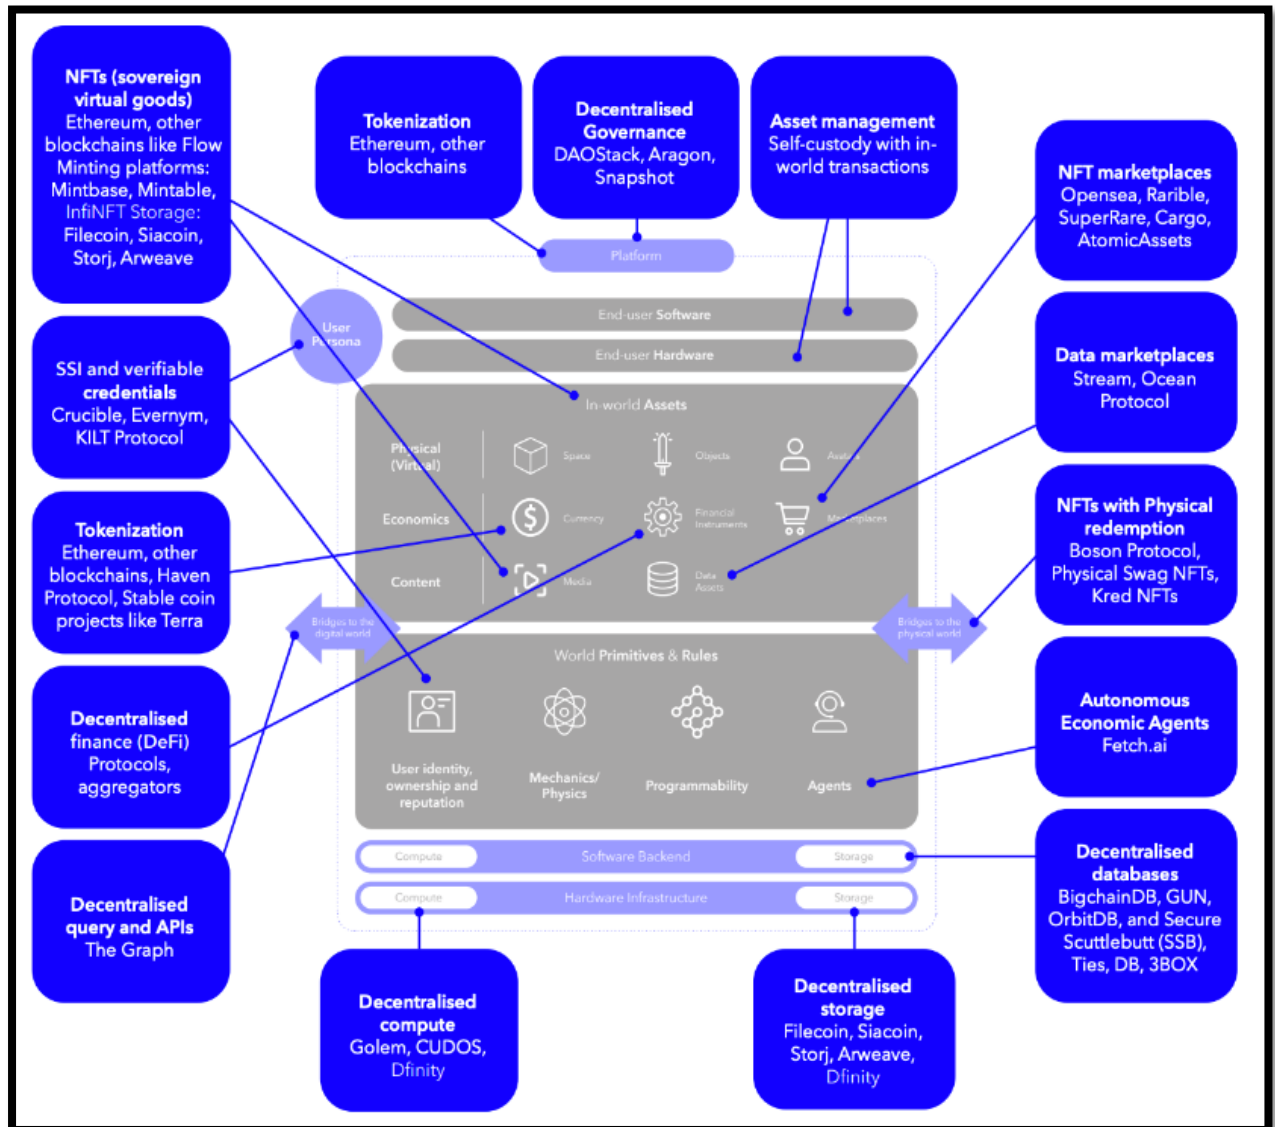 NFTs (sovereign
virtual goods)
Ethereum, other
blockchains like Flow
Minting platforms:
Mintbase, Mintable,
InfiNFT Storage:
Filecoin, Siacoin,
Storj, Arweave
Tokenization
Ethereum, other
blockchains
Decentralised
Governance
DAOStack, Aragon,
Snapshot
Asset management
Self-custody with in-
world transactions
NFT marketplaces
Opensea, Rarible,
SuperRare, Cargo,
AtomicAssets
Platform
User
Persona
End-user Software
End-user Hardware
SSI and verifiable
credentials
Crucible, Evernym,
KILT Protocol
Data marketplaces
Stream, Ocean
Protocol
In-world Assets
Physical
(Virtual)
Space
Objects
Avatars
Economics
Currency
Financial
Instruments
Marketplaces
Content
Media
Data
Assets
Tokenization
Ethereum, other
blockchains, Haven
Protocol, Stable coin
projects like Terra
NFTs with Physical
redemption
Boson Protocol,
Physical Swag NFTs,
Kred NFTs
Bridges to the
digital world
Bridges to the
physical world
World Primitives & Rules
User identity,
ownership and
reputation
Mechanics/
Physics
Programmability
Agents
Decentralised
finance (DeFi)
Protocols,
aggregators
Autonomous
Economic Agents
Fetch.ai
Compute
Software Backend
Storage
Compute
Hardware Infrastructure
Storage
Decentralised
query and APIs
The Graph
Decentralised
databases
BigchainDB, GUN,
OrbitDB, and Secure
Scuttlebutt (SSB),
Ties, DB, 3BOX
Decentralised
compute
Golem, CUDOS,
Dfinity
Decentralised
storage
Filecoin, Siacoin,
Storj, Arweave,
Dfinity